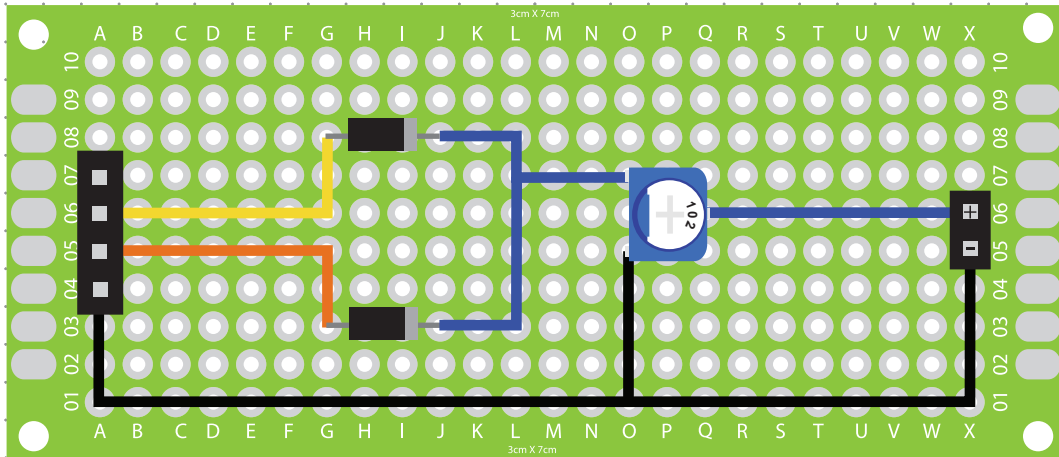 3cm X 7cm
A B C D E F G H I J K L M N O P Q R S T U V W X
10 10
09 09
08 08
07 07
06 102 + 06
05 - 05
04 04
03 03
02 02
01 01
A B C D E F G H I J K L M N O P Q R S T U V W X
3cm X 7cm